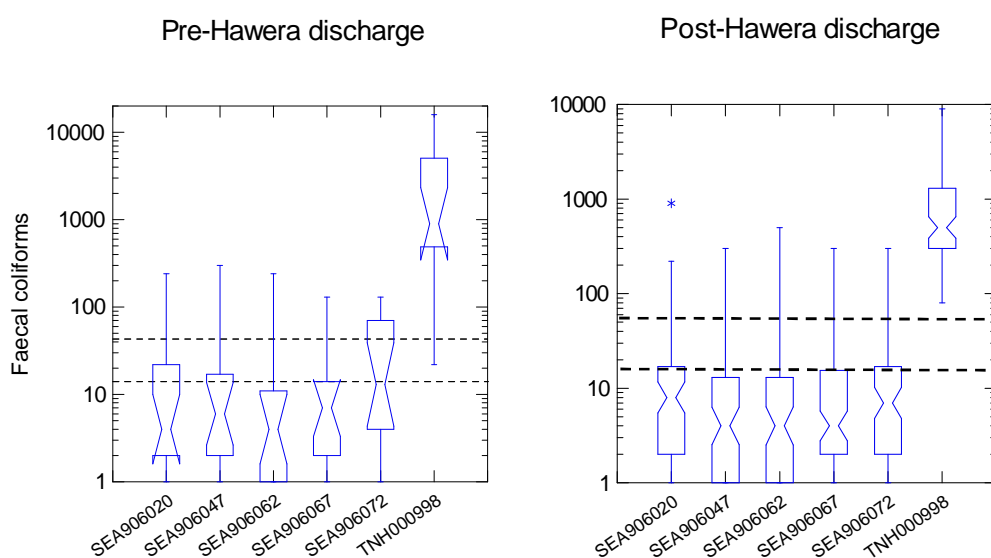 Pre-Hawera discharge
Faecal coliforms
10000
1000
100
10
1
SEA906020
SEA906047
SEA906062
SEA906067
SEA906072
TNH000998
Post-Hawera discharge
10000
1000
100
10
1
SEA906020
SEA906047
SEA906062
SEA906067
SEA906072
TNH000998